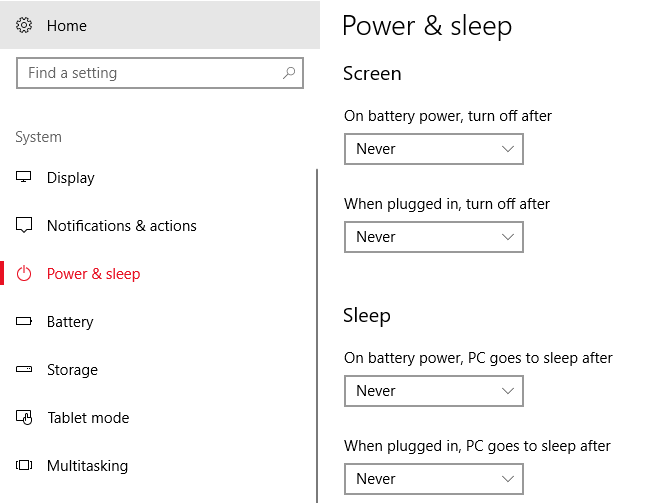 Home
Find a setting
System
Display
Notifications & actions
Power & sleep
Battery
Storage
Tablet mode
Multitasking
Power & sleep
Screen
On battery power, turn off after
Never
When plugged in, turn off after
Never
Sleep
On battery power, PC goes to sleep after
Never
When plugged in, PC goes to sleep after
Never